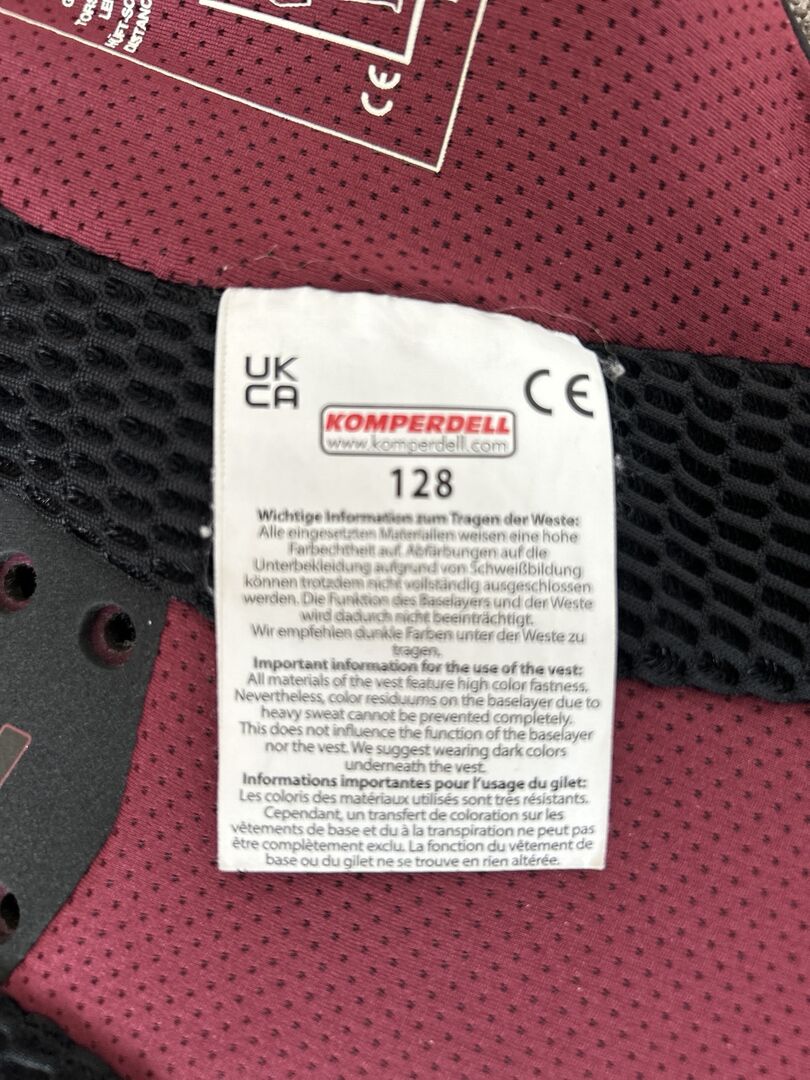 TORS
LEI
HÜFT-SC
DISTANC
CE
UK
CA
CE
KOMPERDELL
www.komperdell.com
128
Wichtige Information zum Tragen der Weste:
Alle eingesetzten Materialien weisen eine hohe
Farbechtheit auf. Abfärbungen auf die
Unterbekleidung aufgrund von Schweißbildung
können trotzdem nicht vollständig ausgeschlossen
werden. Die Funktion des Baselayers und der Weste
wird dadurch nicht beeinträchtigt.
Wir empfehlen dunkle Farben unter der Weste zu
tragen.
Important information for the use of the vest:
All materials of the vest feature high color fastness.
Nevertheless, color residuums on the baselayer due to
heavy sweat cannot be prevented completely.
This does not influence the function of the baselayer
nor the vest. We suggest wearing dark colors
underneath the vest.
Informations importantes pour l'usage du gilet:
Les coloris des matériaux utilisés sont très résistants.
Cependant, un transfert de coloration sur les
vêtements de base et du à la transpiration ne peut pas
être complètement exclu. La fonction du vêtement de
base ou du gilet ne se trouve en rien altérée.